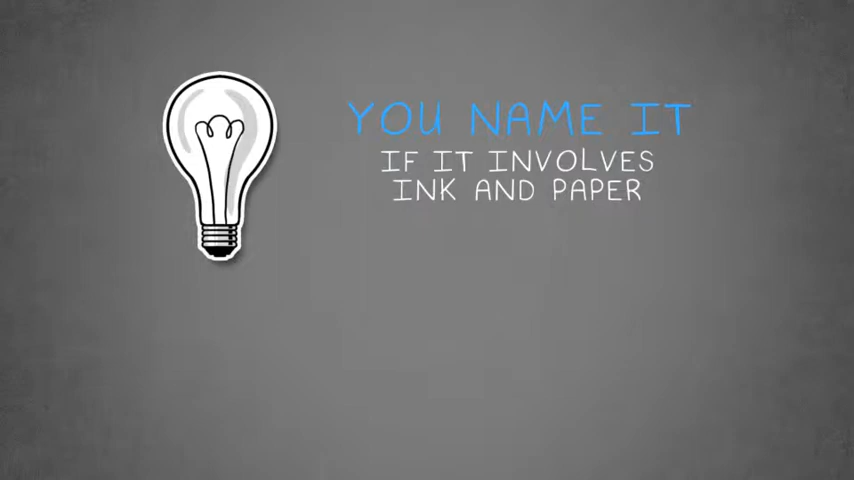 YOU NAME IT
IF IT INVOLVES
INK AND PAPER